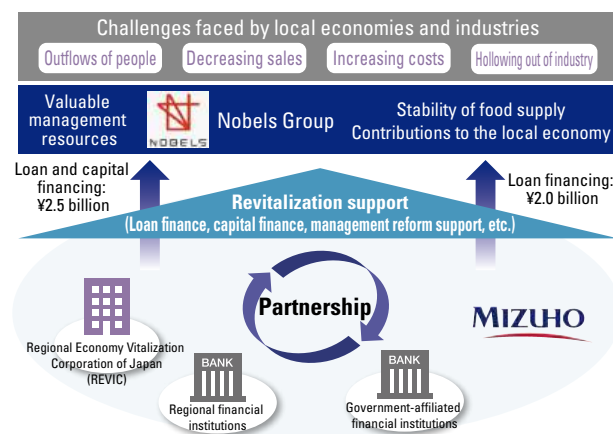 Challenges faced by local economies and industries
Outflows of people
Decreasing sales
Increasing costs
Hollowing out of industry
Valuable
management
resources
NOBELS
Nobels Group
Stability of food supply
Contributions to the local economy
Loan and capital
financing:
¥2.5 billion
Loan financing:
¥2.0 billion
Revitalization support
(Loan finance, capital finance, management reform support, etc.)
Partnership
MIZUHO
Regional Economy Vitalization
Corporation of Japan
(REVIC)
BANK
Regional financial
institutions
BANK
Government-affiliated
financial institutions